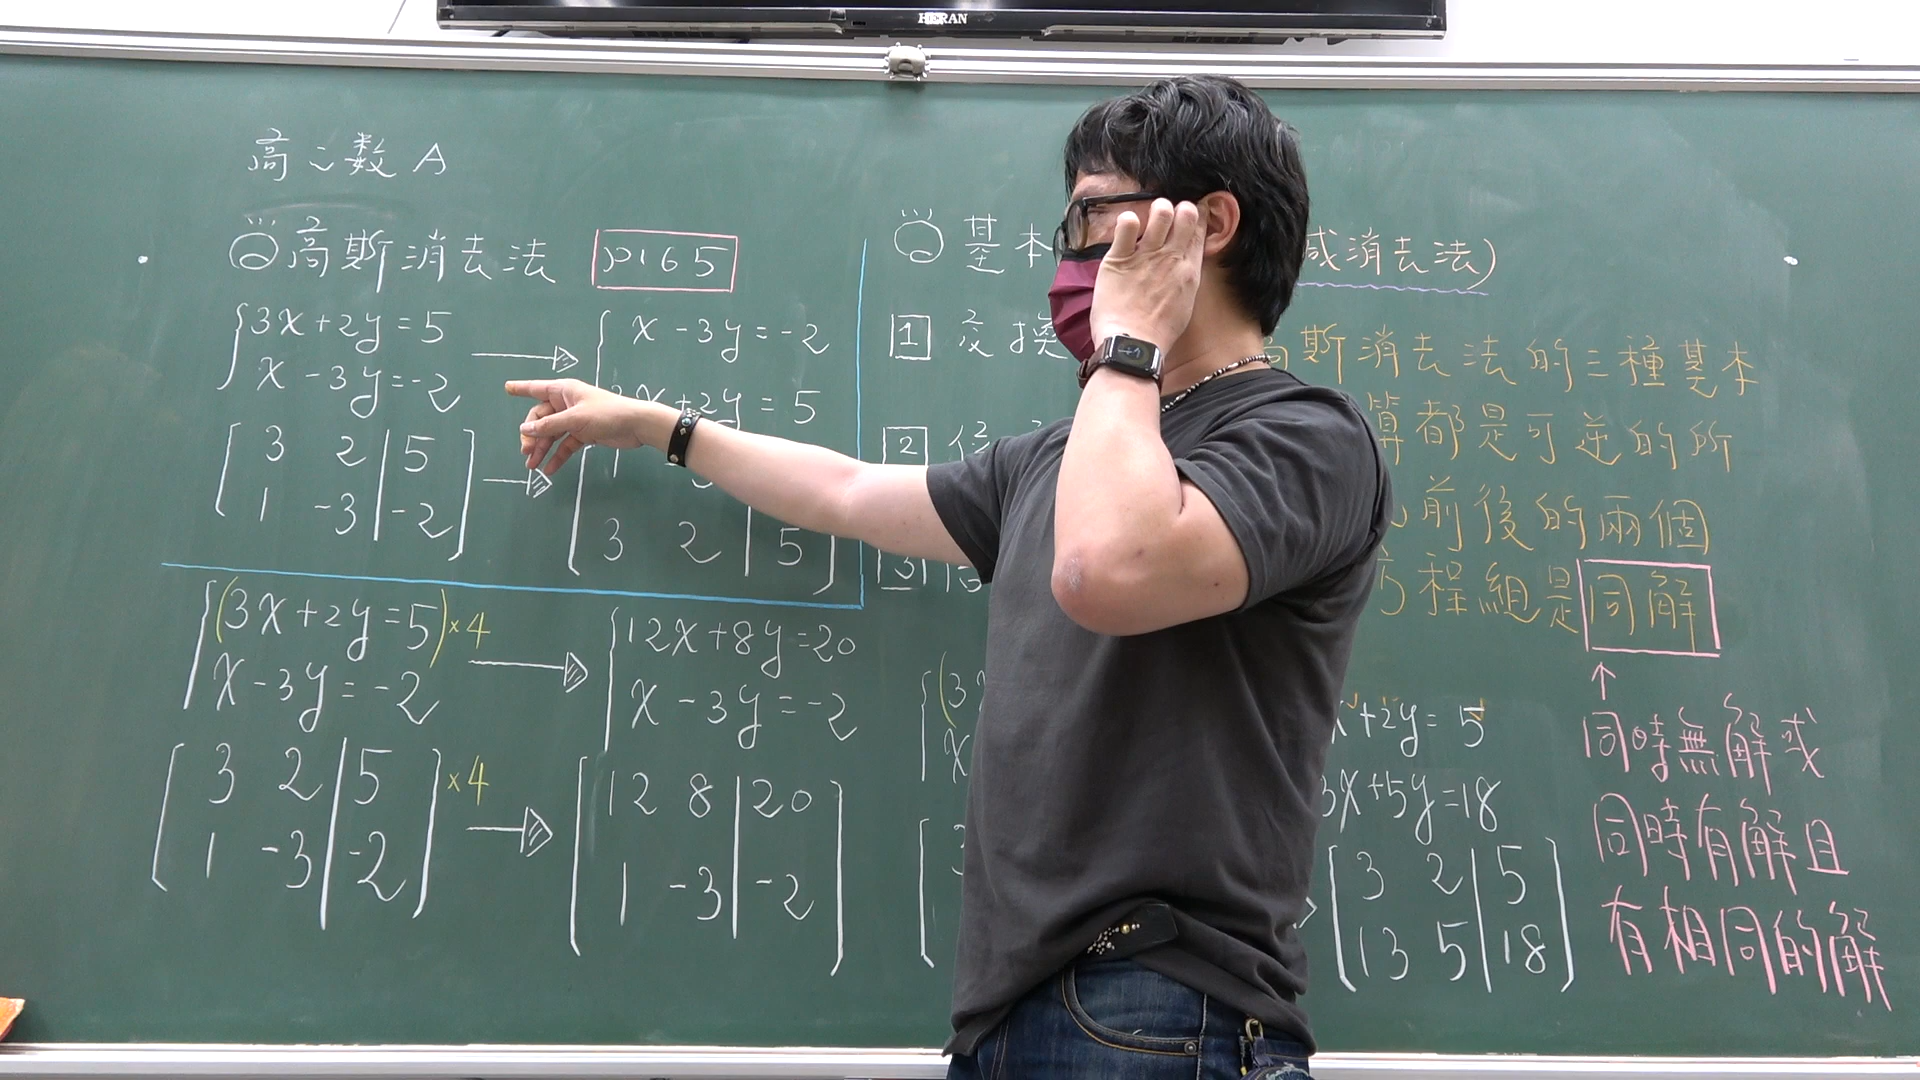 HERAN
高二數A
高斯消去法 P165
3x+2y=5
x-3y=-2
3 2 | 5
1 -3 | -2
x-3y=-2
3x+2y=5
3 2 | 5
(3x+2y=5)×4
x-3y=-2
3 2 | 5 ×4
1 -3 | -2
12x+8y=20
x-3y=-2
12 8 | 20
1 -3 | -2
基本 減消去法)
1 交換
2
3
斯消去法的三種基本
算都是可逆的所
前後的兩個
方程組是同解
↑
同時無解或
同時有解且
有相同的解
x+2y=5
3x+5y=18
3 2 | 5
13 5 | 18